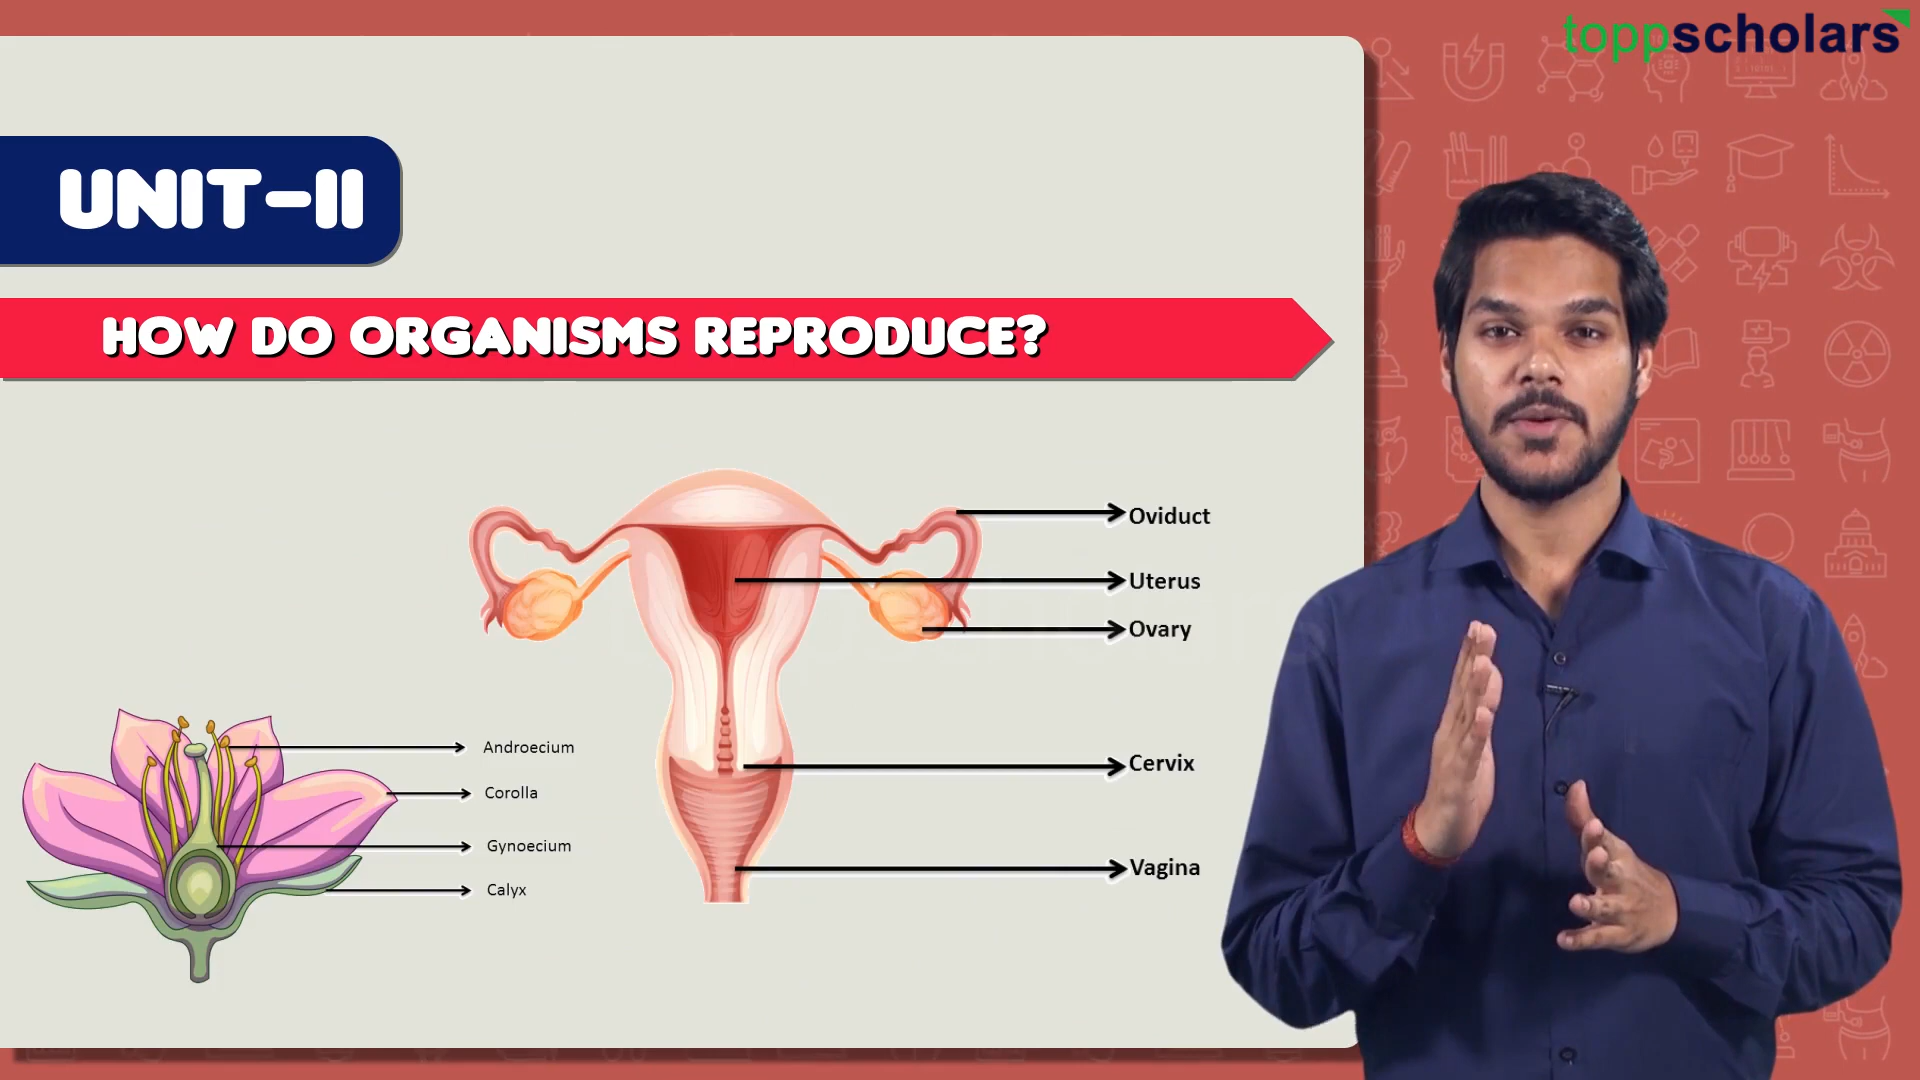 toppscholars
UNIT-II
HOW DO ORGANISMS REPRODUCE?
Oviduct
Uterus
Ovary
Cervix
Vagina
Androecium
Corolla
Gynoecium
Calyx